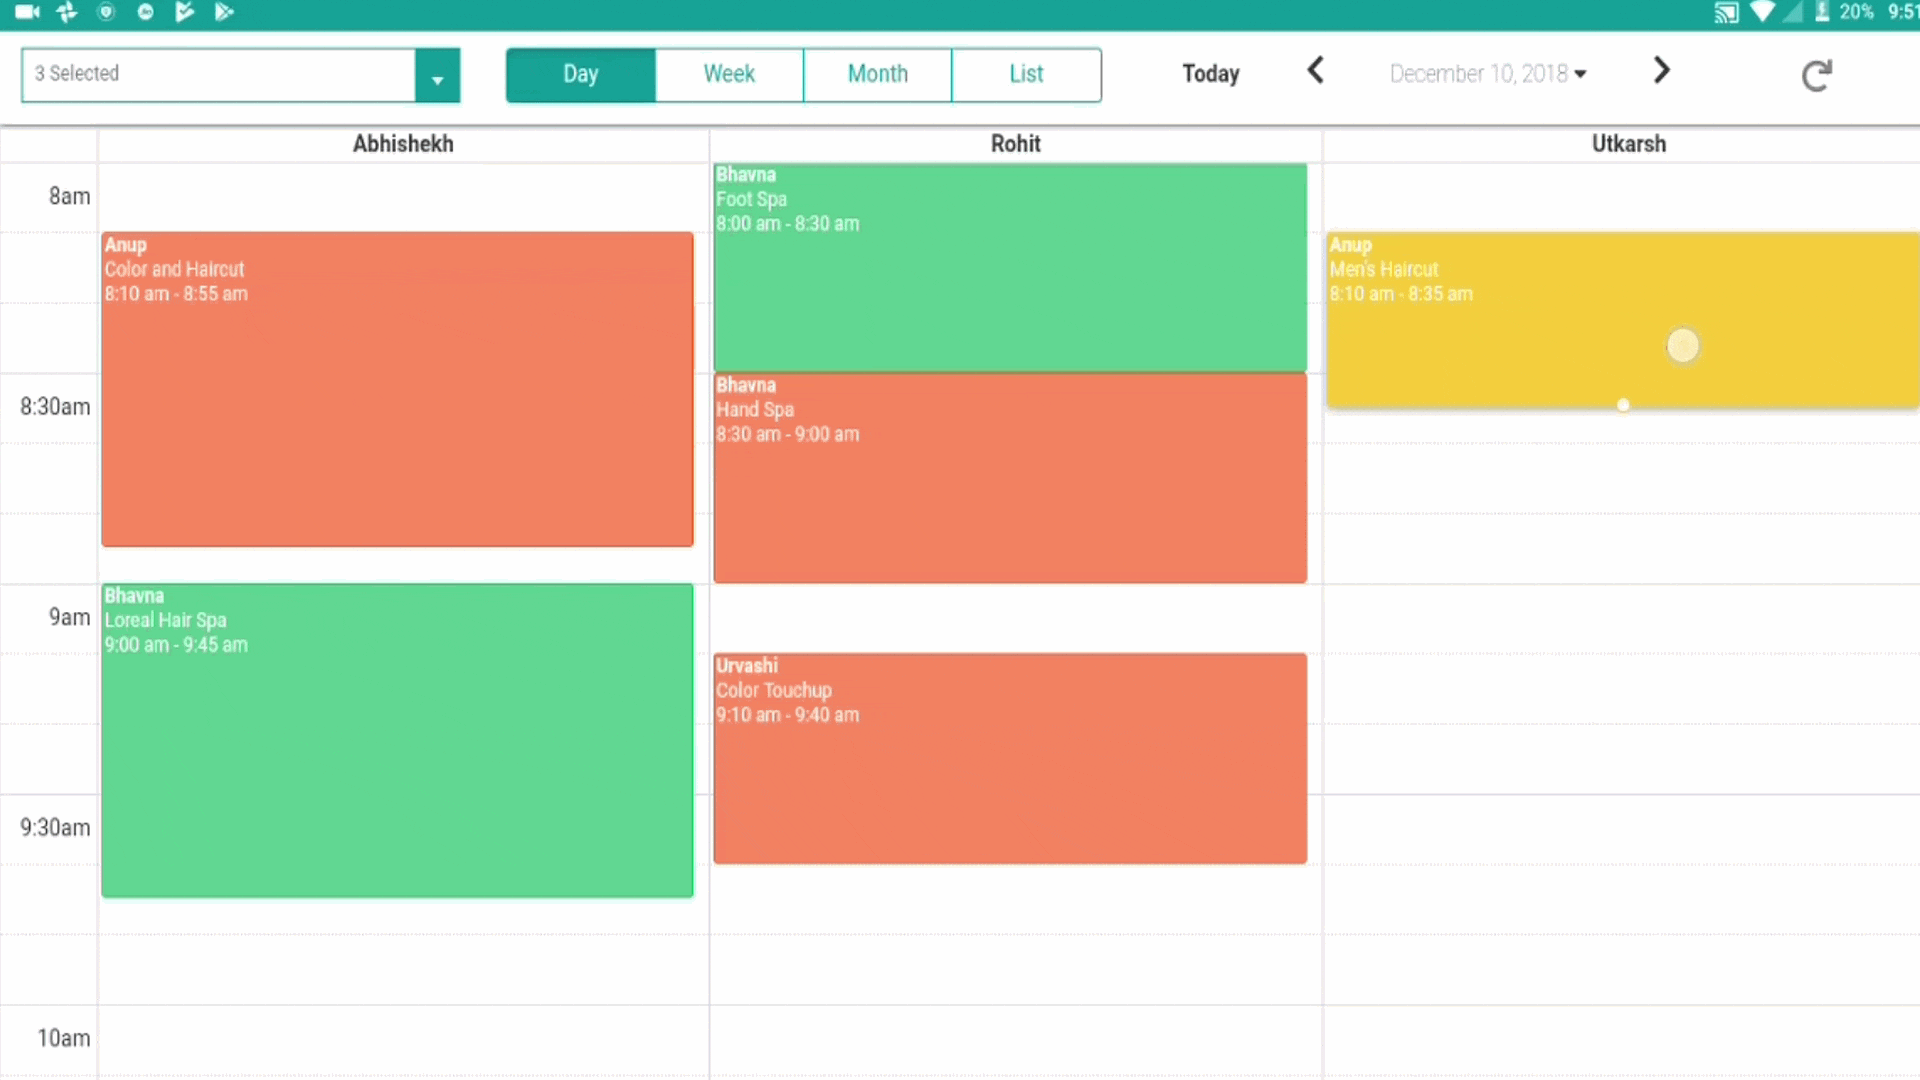 20% 9:51
3 Selected
Day Week Month List
Today
December 10, 2018
Abhishekh Rohit Utkarsh
8am
8:30am
9am
9:30am
10am
Anup
Color and Haircut
8:10 am - 8:55 am
Bhavna
Loreal Hair Spa
9:00 am - 9:45 am
Bhavna
Foot Spa
8:00 am - 8:30 am
Bhavna
Hand Spa
8:30 am - 9:00 am
Urvashi
Color Touchup
9:10 am - 9:40 am
Anup
Men's Haircut
8:10 am - 8:35 am